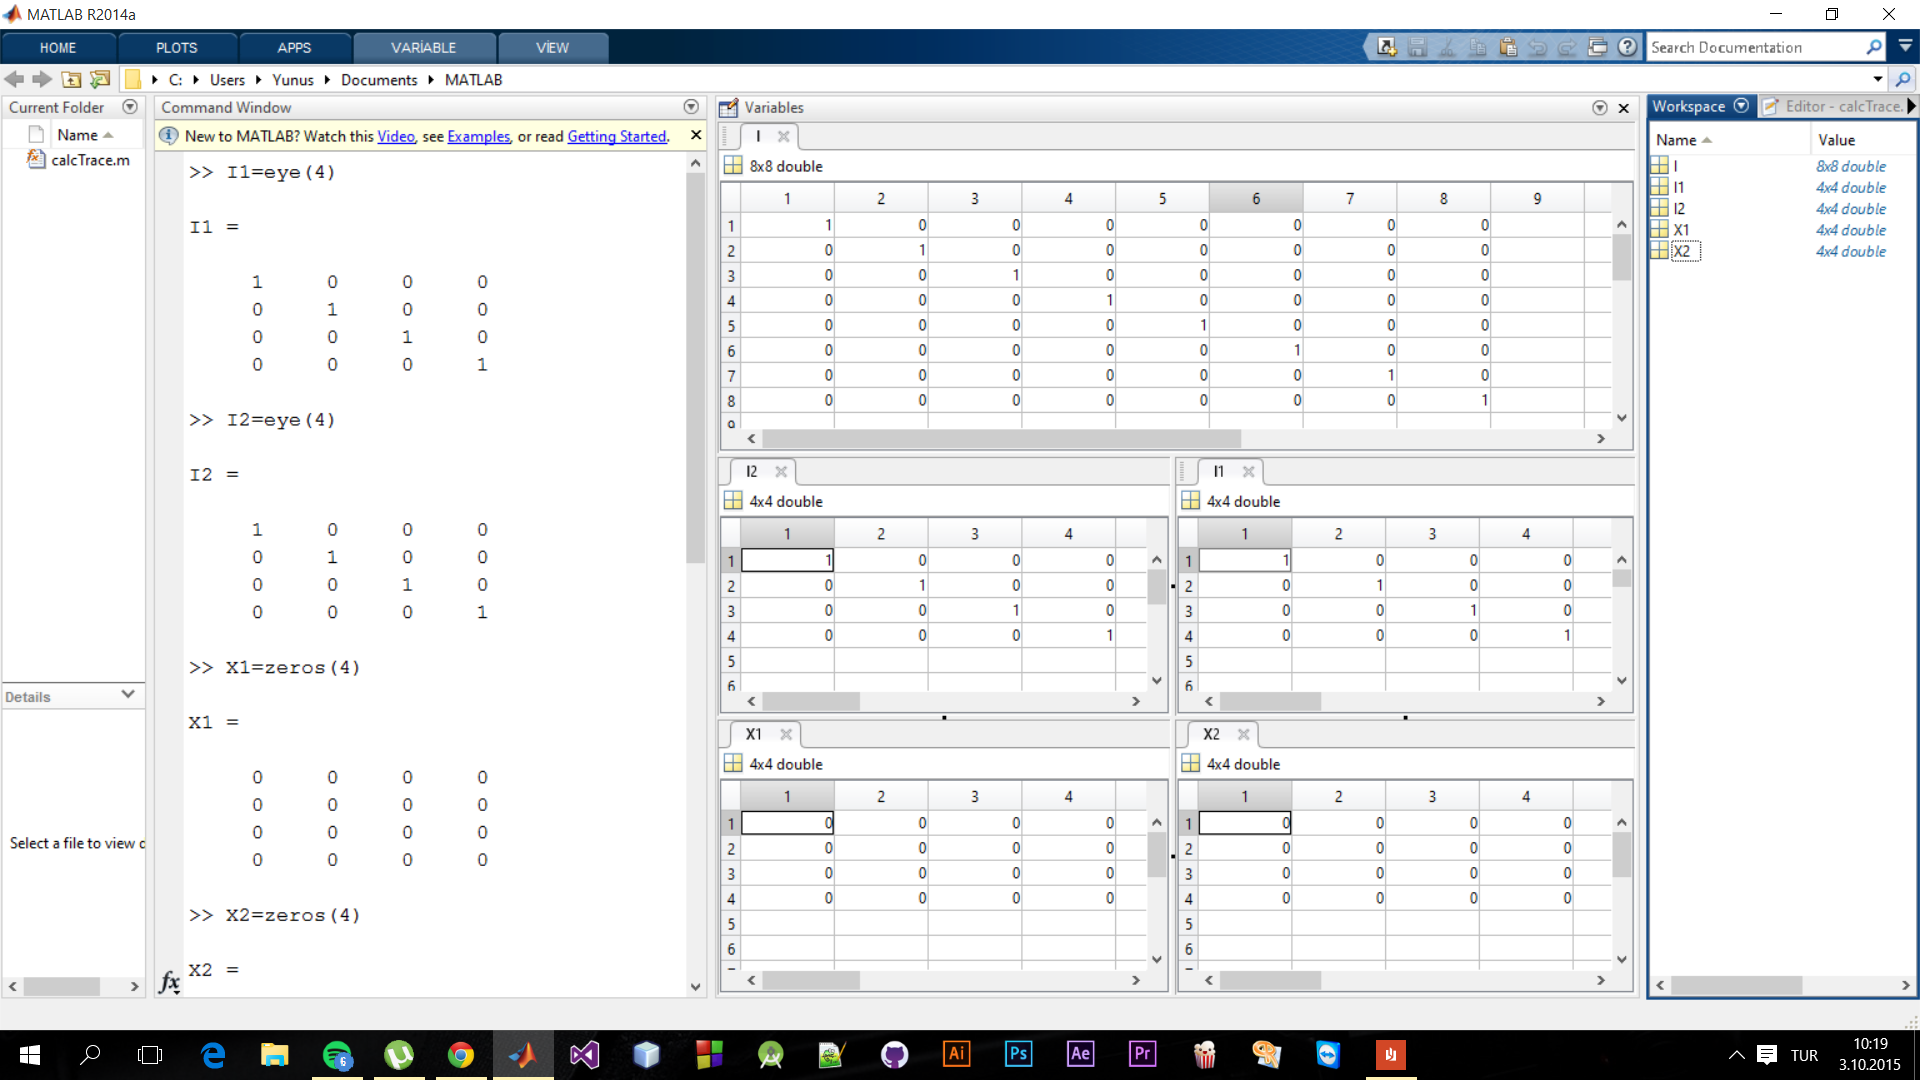 MATLAB R2014a
HOME PLOTS APPS VARİABLE VİEW
Search Documentation
C: Users Yunus Documents MATLAB
Current Folder
Name
calcTrace.m
Details
Select a file to view d
Command Window
New to MATLAB? Watch this Video, see Examples, or read Getting Started.
>> I1=eye(4)
I1 =
1 0 0 0
0 1 0 0
0 0 1 0
0 0 0 1
>> I2=eye(4)
I2 =
1 0 0 0
0 1 0 0
0 0 1 0
0 0 0 1
>> X1=zeros(4)
X1 =
0 0 0 0
0 0 0 0
0 0 0 0
0 0 0 0
>> X2=zeros(4)
X2 =
fx
Variables
I
8x8 double
1 2 3 4 5 6 7 8 9
1 1 0 0 0 0 0 0 0
2 0 1 0 0 0 0 0 0
3 0 0 1 0 0 0 0 0
4 0 0 0 1 0 0 0 0
5 0 0 0 0 1 0 0 0
6 0 0 0 0 0 1 0 0
7 0 0 0 0 0 0 1 0
8 0 0 0 0 0 0 0 1
9
I2
4x4 double
1 2 3 4
1 1 0 0 0
2 0 1 0 0
3 0 0 1 0
4 0 0 0 1
5
6
I1
4x4 double
1 2 3 4
1 1 0 0 0
2 0 1 0 0
3 0 0 1 0
4 0 0 0 1
5
6
X1
4x4 double
1 2 3 4
1 0 0 0 0
2 0 0 0 0
3 0 0 0 0
4 0 0 0 0
5
6
X2
4x4 double
1 2 3 4
1 0 0 0 0
2 0 0 0 0
3 0 0 0 0
4 0 0 0 0
5
6
Workspace Editor - calcTrace.
Name Value
I 8x8 double
I1 4x4 double
I2 4x4 double
X1 4x4 double
X2 4x4 double
6 Ai Ps Ae Pr
TUR
10:19
3.10.2015